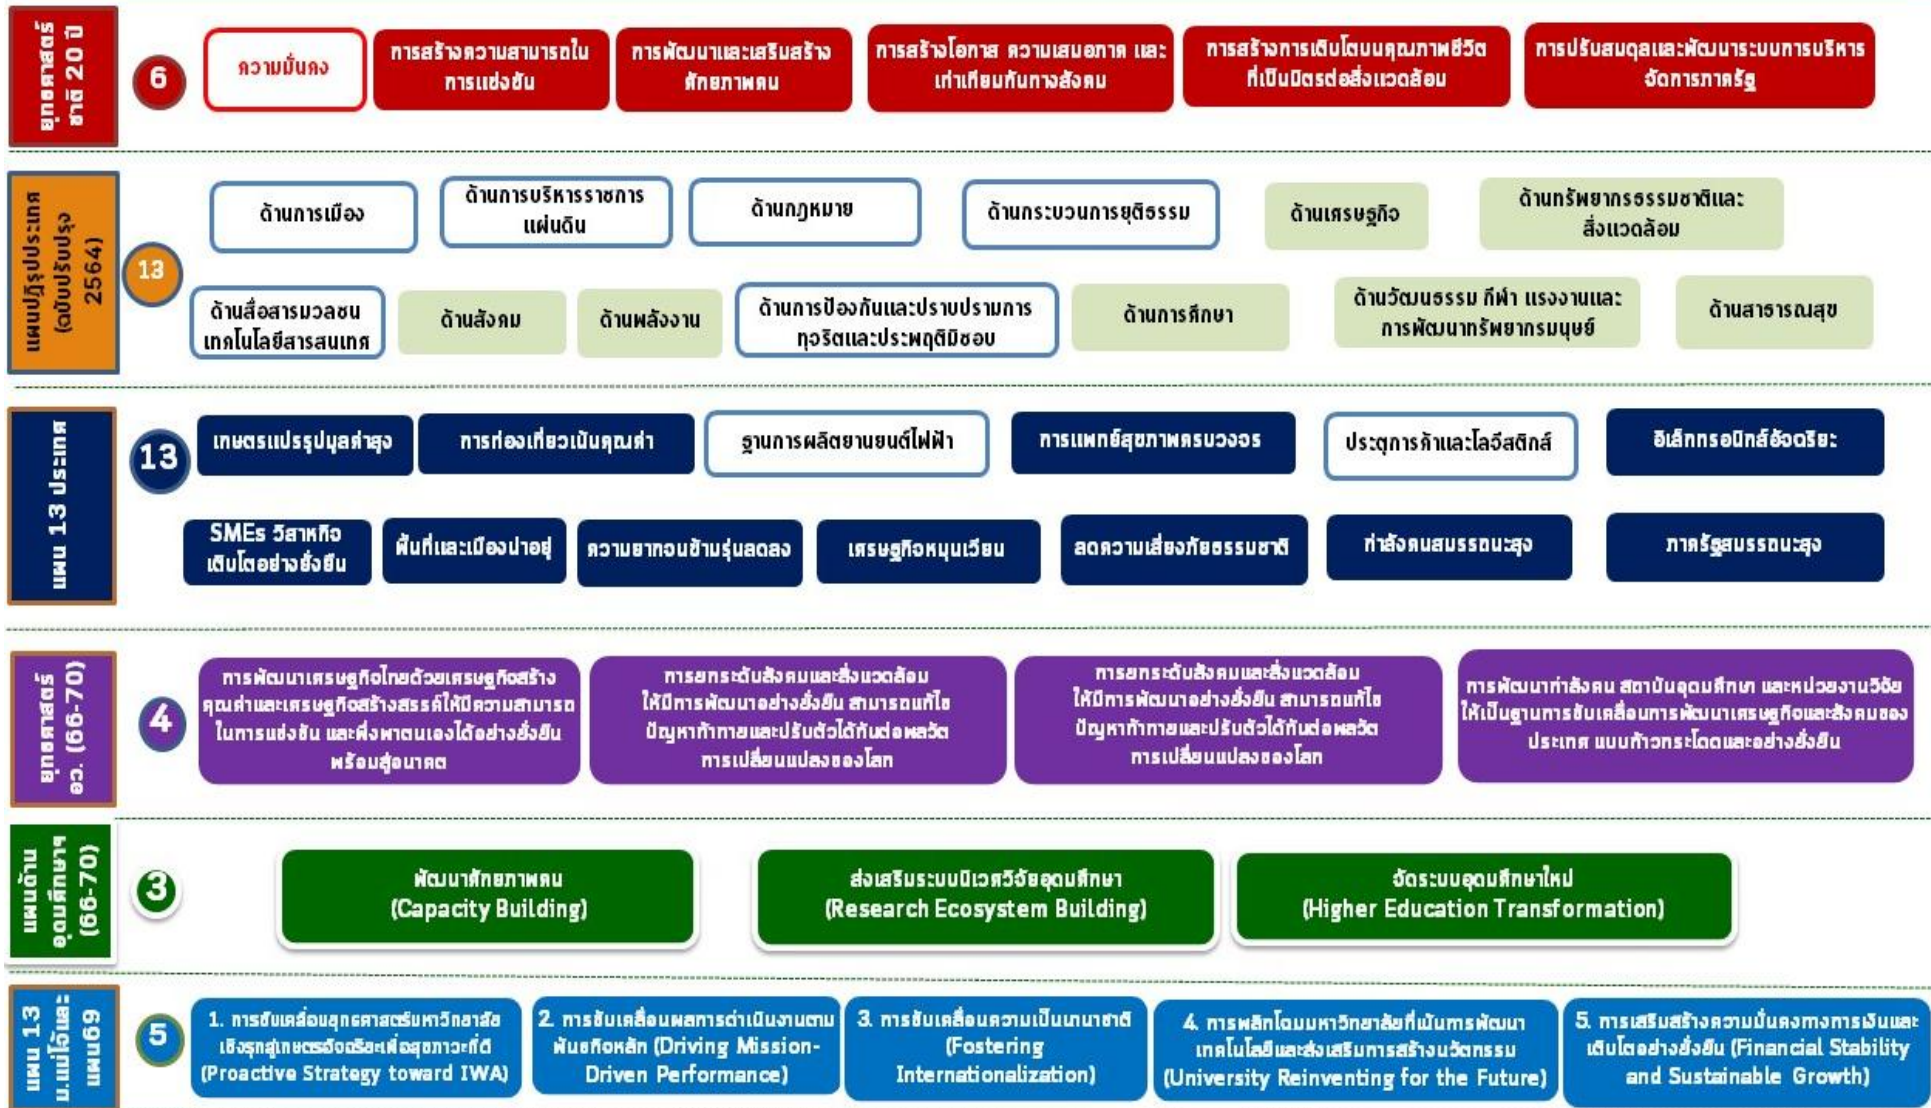 ยุทธศาสตร์
ชาติ 20 ปี
6
ความมั่นคง
การสร้างความสามารถใน
การแข่งขัน
การพัฒนาและเสริมสร้าง
ศักยภาพคน
การสร้างโอกาส ความเสมอภาค และ
เท่าเทียมกันทางสังคม
การสร้างการเติบโตบนคุณภาพชีวิต
ที่เป็นมิตรต่อสิ่งแวดล้อม
การปรับสมดุลและพัฒนาระบบการบริหาร
จัดการภาครัฐ
แผนปฏิรูปประเทศ
(ฉบับปรับปรุง
2564)
13
ด้านการเมือง
ด้านการบริหารราชการ
แผ่นดิน
ด้านกฎหมาย
ด้านกระบวนการยุติธรรม
ด้านเศรษฐกิจ
ด้านทรัพยากรธรรมชาติและ
สิ่งแวดล้อม
ด้านสื่อสารมวลชน
เทคโนโลยีสารสนเทศ
ด้านสังคม
ด้านพลังงาน
ด้านการป้องกันและปราบปรามการ
ทุจริตและประพฤติมิชอบ
ด้านการศึกษา
ด้านวัฒนธรรม กีฬา แรงงานและ
การพัฒนาทรัพยากรมนุษย์
ด้านสาธารณสุข
แผน 13 ประเทศ
13
เกษตรแปรรูปมูลค่าสูง
การท่องเที่ยวเน้นคุณค่า
ฐานการผลิตยานยนต์ไฟฟ้า
การแพทย์สุขภาพครบวงจร
ประตูการค้าและโลจีสติกส์
อิเล็กทรอนิกส์อัจฉริยะ
SMEs วิสาหกิจ
เติบโตอย่างยั่งยืน
พื้นที่และเมืองน่าอยู่
ความยากจนข้ามรุ่นลดลง
เศรษฐกิจหมุนเวียน
ลดความเสี่ยงภัยธรรมชาติ
กำลังคนสมรรถนะสูง
ภาครัฐสมรรถนะสูง
ยุทธศาสตร์
อว. (66-70)
4
การพัฒนาเศรษฐกิจไทยด้วยเศรษฐกิจสร้าง
คุณค่าและเศรษฐกิจสร้างสรรค์ให้มีความสามารถ
ในการแข่งขัน และพึ่งพาตนเองได้อย่างยั่งยืน
พร้อมสู่อนาคต
การยกระดับสังคมและสิ่งแวดล้อม
ให้มีการพัฒนาอย่างยั่งยืน สามารถแก้ไข
ปัญหาท้าทายและปรับตัวได้ทันต่อพลวัต
การเปลี่ยนแปลงของโลก
การยกระดับสังคมและสิ่งแวดล้อม
ให้มีการพัฒนาอย่างยั่งยืน สามารถแก้ไข
ปัญหาท้าทายและปรับตัวได้ทันต่อพลวัต
การเปลี่ยนแปลงของโลก
การพัฒนากำลังคน สถาบันอุดมศึกษา และหน่วยงานวิจัย
ให้เป็นฐานการขับเคลื่อนการพัฒนาเศรษฐกิจและสังคมของ
ประเทศ แบบก้าวกระโดดและอย่างยั่งยืน
แผนด้าน
อุดมศึกษาฯ
(66-70)
3
พัฒนาศักยภาพคน
(Capacity Building)
ส่งเสริมระบบนิเวศวิจัยอุดมศึกษา
(Research Ecosystem Building)
จัดระบบอุดมศึกษาใหม่
(Higher Education Transformation)
แผน 13
ม.แม่โจ้และ
แผน69
5
1. การขับเคลื่อนยุทธศาสตร์มหาวิทยาลัย
เชิงรุกสู่เกษตรอัจฉริยะเพื่อสุขภาวะที่ดี
(Proactive Strategy toward IWA)
2. การขับเคลื่อนผลการดำเนินงานตาม
พันธกิจหลัก (Driving Mission-
Driven Performance)
3. การขับเคลื่อนความเป็นนานาชาติ
(Fostering
Internationalization)
4. การพลิกโฉมมหาวิทยาลัยที่เน้นการพัฒนา
เทคโนโลยีและส่งเสริมการสร้างนวัตกรรม
(University Reinventing for the Future)
5. การเสริมสร้างความมั่นคงทางการเงินและ
เติบโตอย่างยั่งยืน (Financial Stability
and Sustainable Growth)